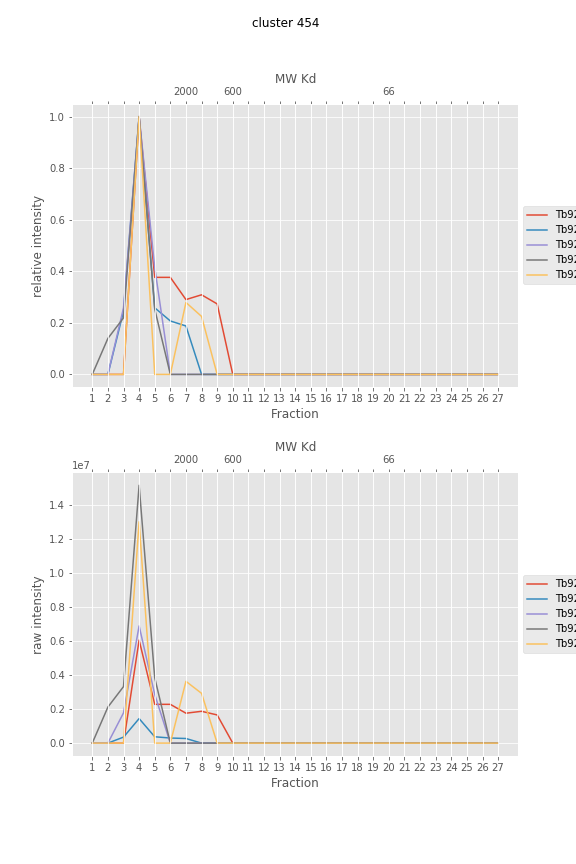 cluster 454
MW Kd
2000 600 66
1.0
0.8
0.6
0.4
0.2
0.0
relative intensity
Tb92
Tb92
Tb92
Tb92
Tb92
1 2 3 4 5 6 7 8 9 10 11 12 13 14 15 16 17 18 19 20 21 22 23 24 25 26 27
Fraction
MW Kd
2000 600 66
1e7
1.4
1.2
1.0
0.8
0.6
0.4
0.2
0.0
raw intensity
Tb92
Tb92
Tb92
Tb92
Tb92
1 2 3 4 5 6 7 8 9 10 11 12 13 14 15 16 17 18 19 20 21 22 23 24 25 26 27
Fraction